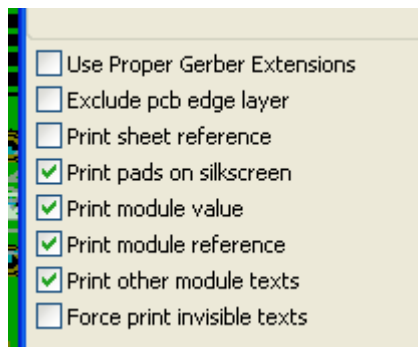 Use Proper Gerber Extensions
Exclude pcb edge layer
Print sheet reference
Print pads on silkscreen
Print module value
Print module reference
Print other module texts
Force print invisible texts